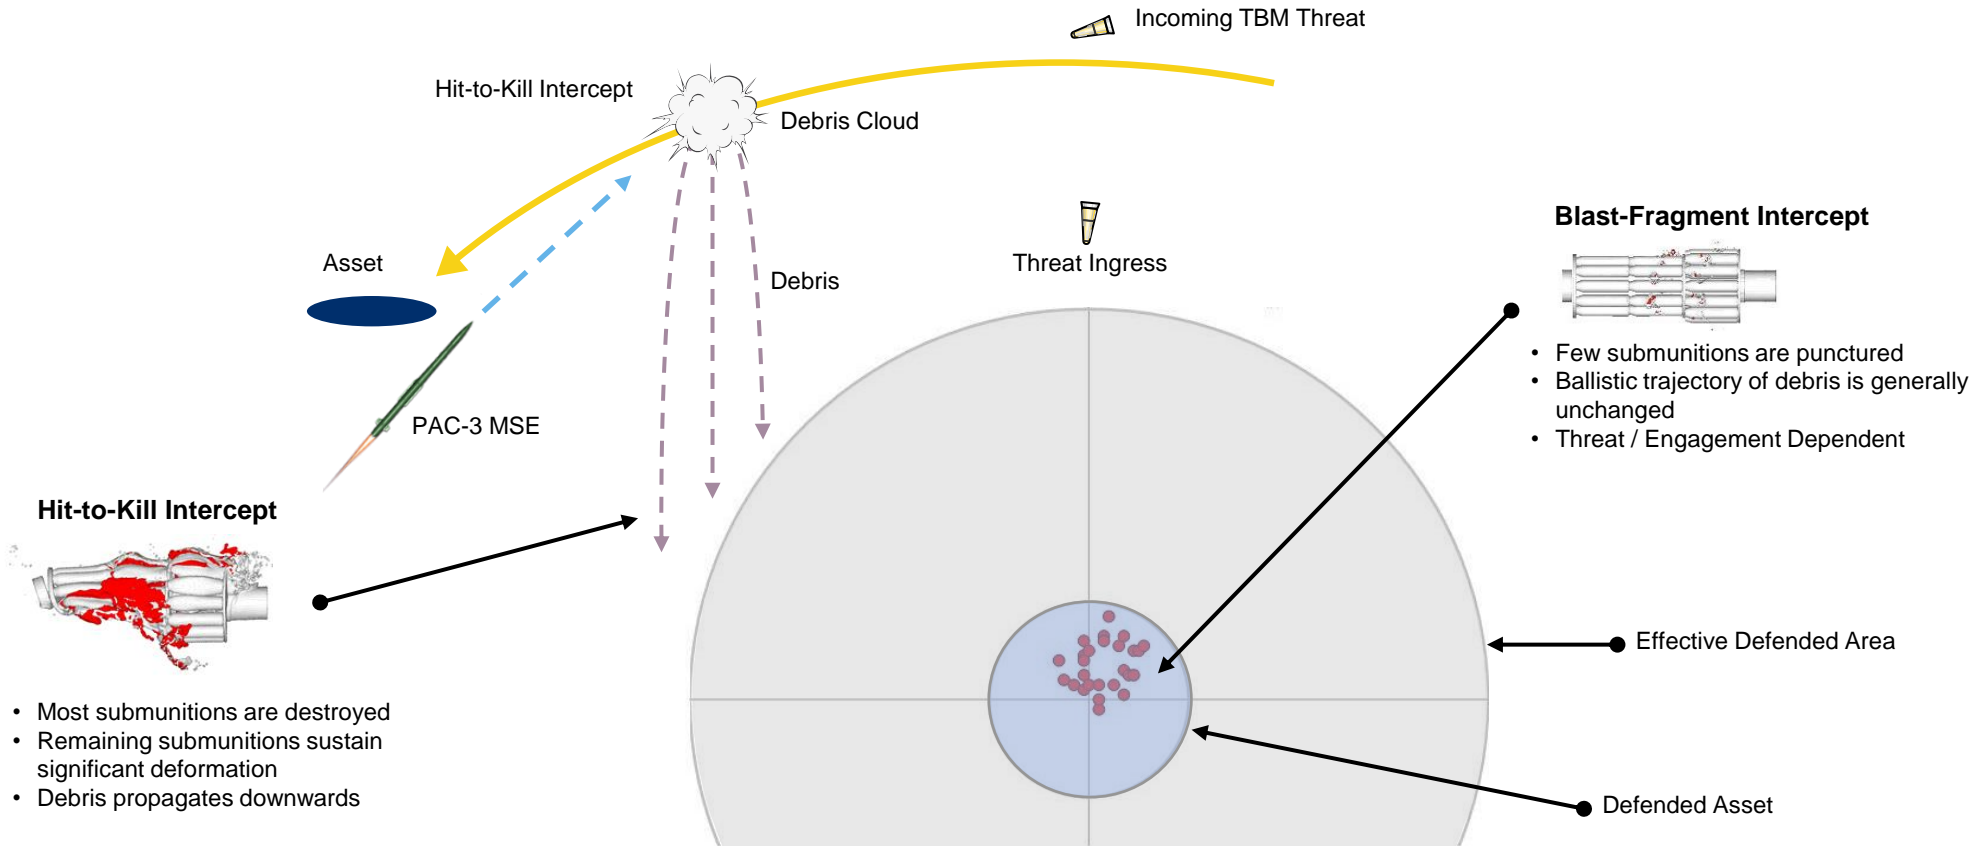 Incoming TBM Threat
Hit-to-Kill Intercept
Debris Cloud
Asset
Debris
Threat Ingress
PAC-3 MSE
Blast-Fragment Intercept
• Few submunitions are punctured
• Ballistic trajectory of debris is generally
unchanged
• Threat / Engagement Dependent
Hit-to-Kill Intercept
• Most submunitions are destroyed
• Remaining submunitions sustain
significant deformation
• Debris propagates downwards
Effective Defended Area
Defended Asset